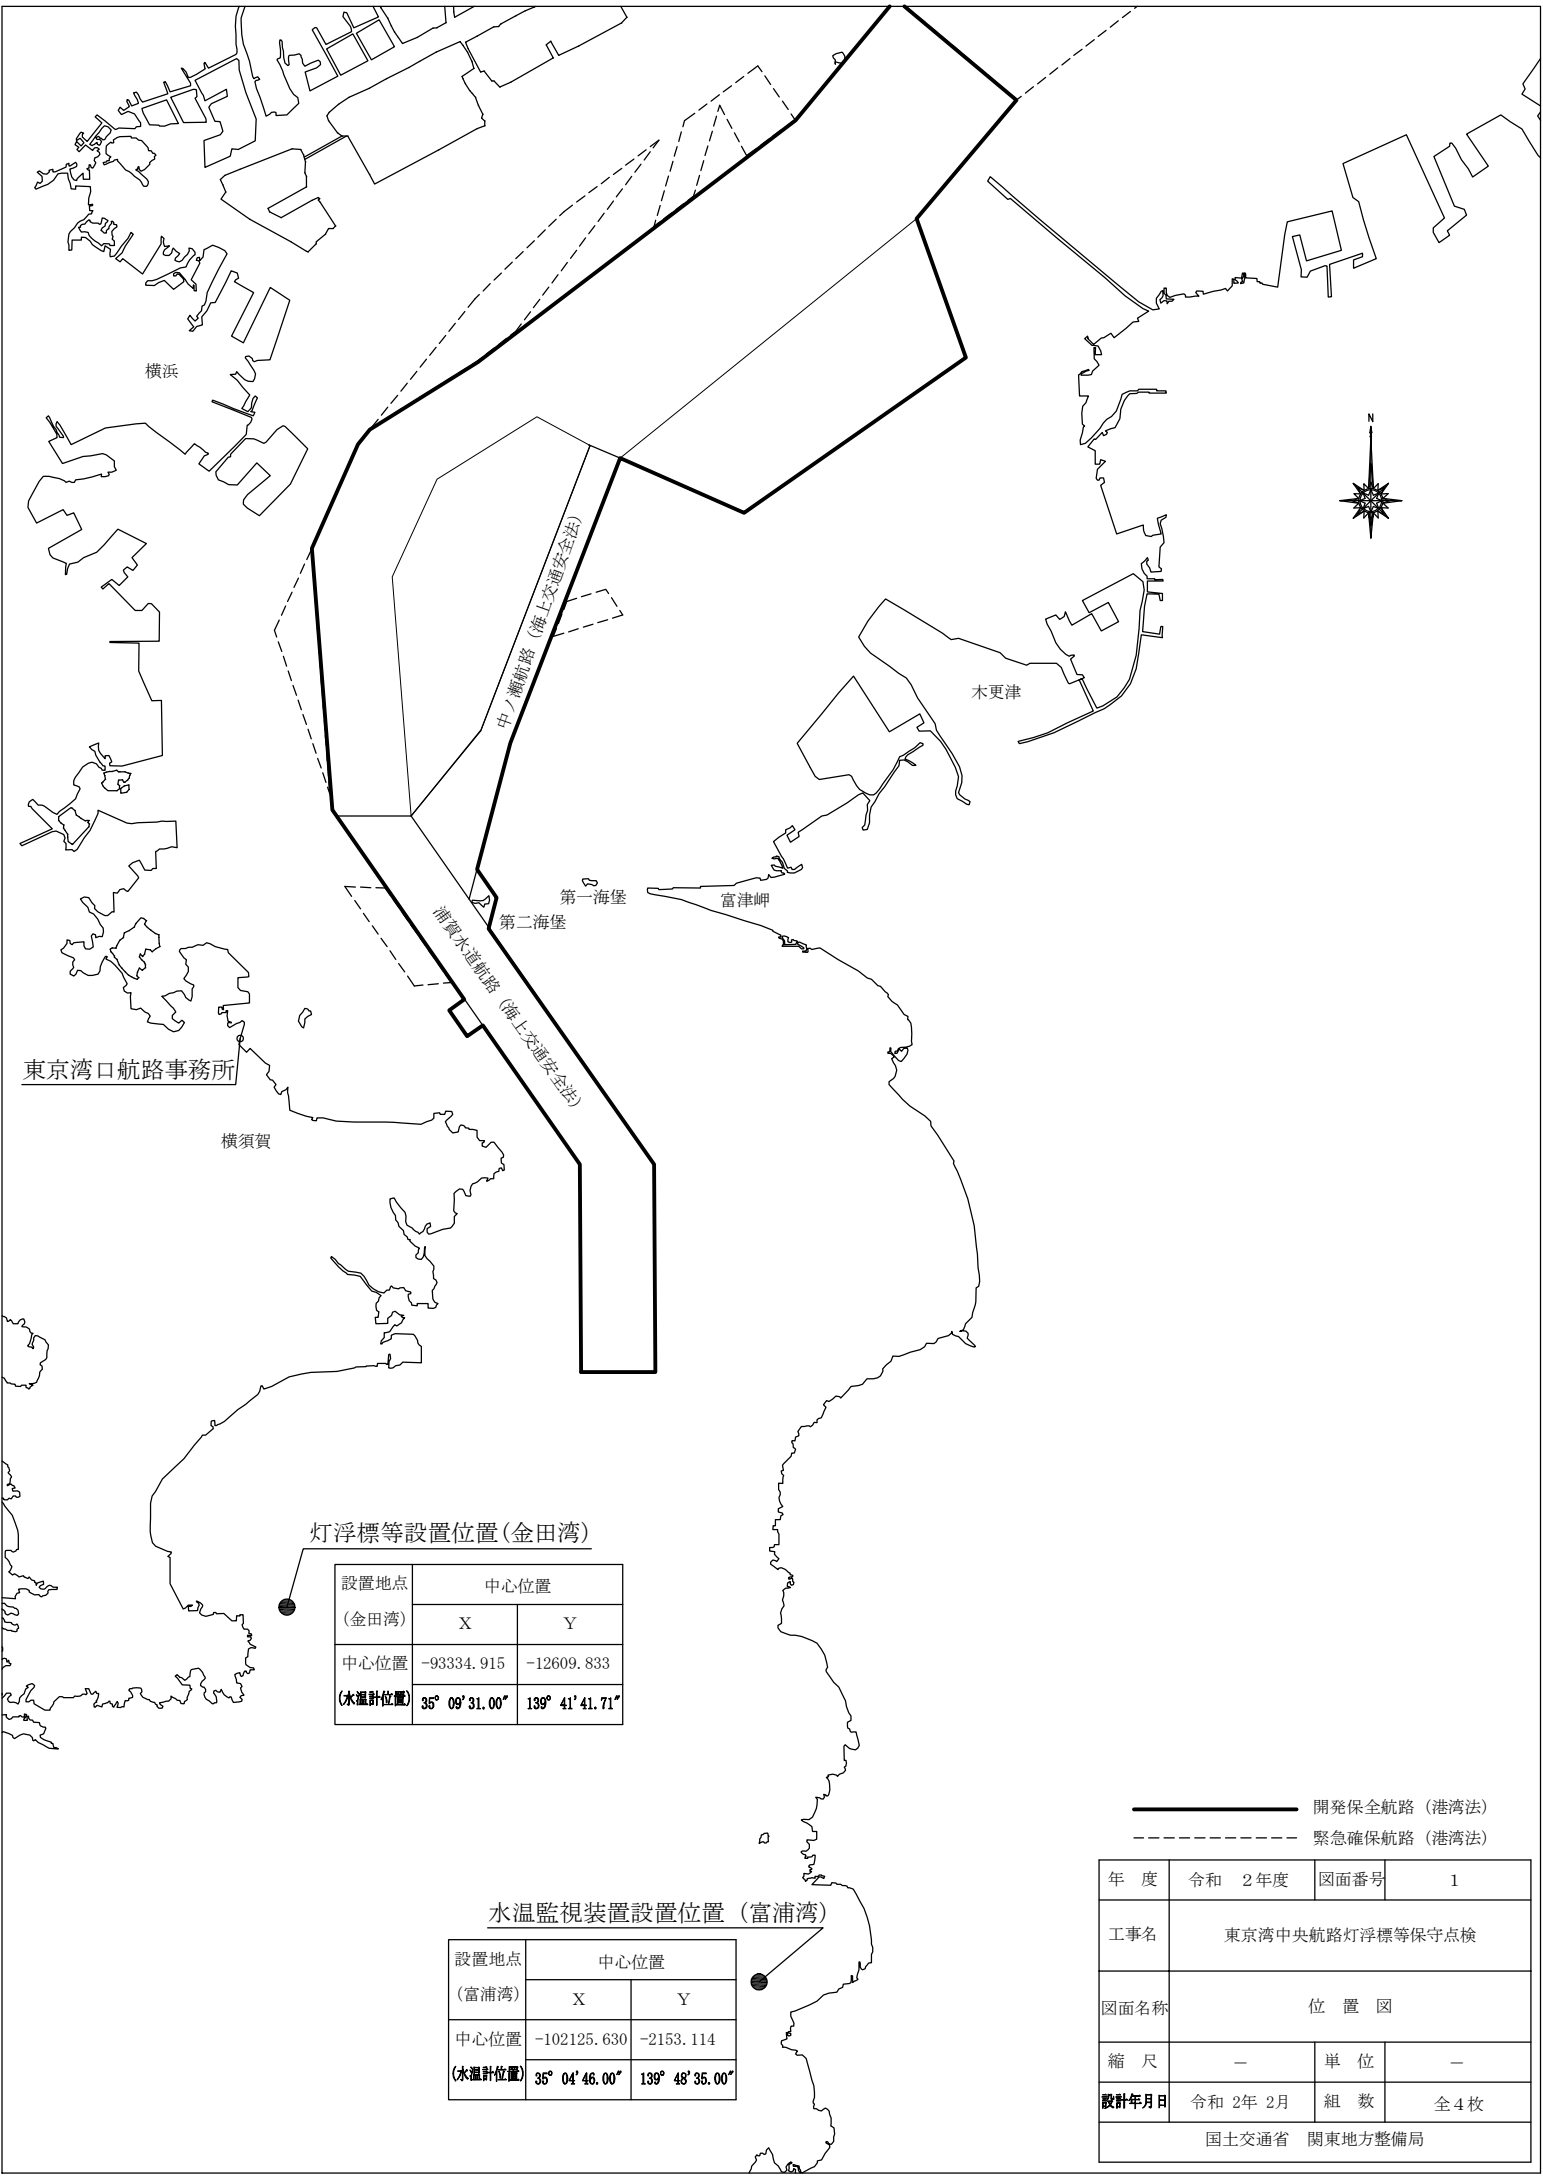 横浜
N
中ノ瀬航路（海上交通安全法）
木更津
第一海堡
富津岬
第二海堡
浦賀水道航路（海上交通安全法）
東京湾口航路事務所
横須賀
灯浮標等設置位置(金田湾)
設置地点 中心位置
(金田湾) X Y
中心位置 -93334.915 -12609.833
(水温計位置) 35° 09′31.00″ 139° 41′41.71″
開発保全航路（港湾法）
緊急確保航路（港湾法）
水温監視装置設置位置（富浦湾）
設置地点 中心位置
(富浦湾) X Y
中心位置 -102125.630 -2153.114
(水温計位置) 35° 04′46.00″ 139° 48′35.00″
年 度 令和 2年度 図面番号 1
工事名 東京湾中央航路灯浮標等保守点検
図面名称 位 置 図
縮 尺 － 単 位 －
設計年月日 令和 2年 2月 組 数 全4枚
国土交通省 関東地方整備局